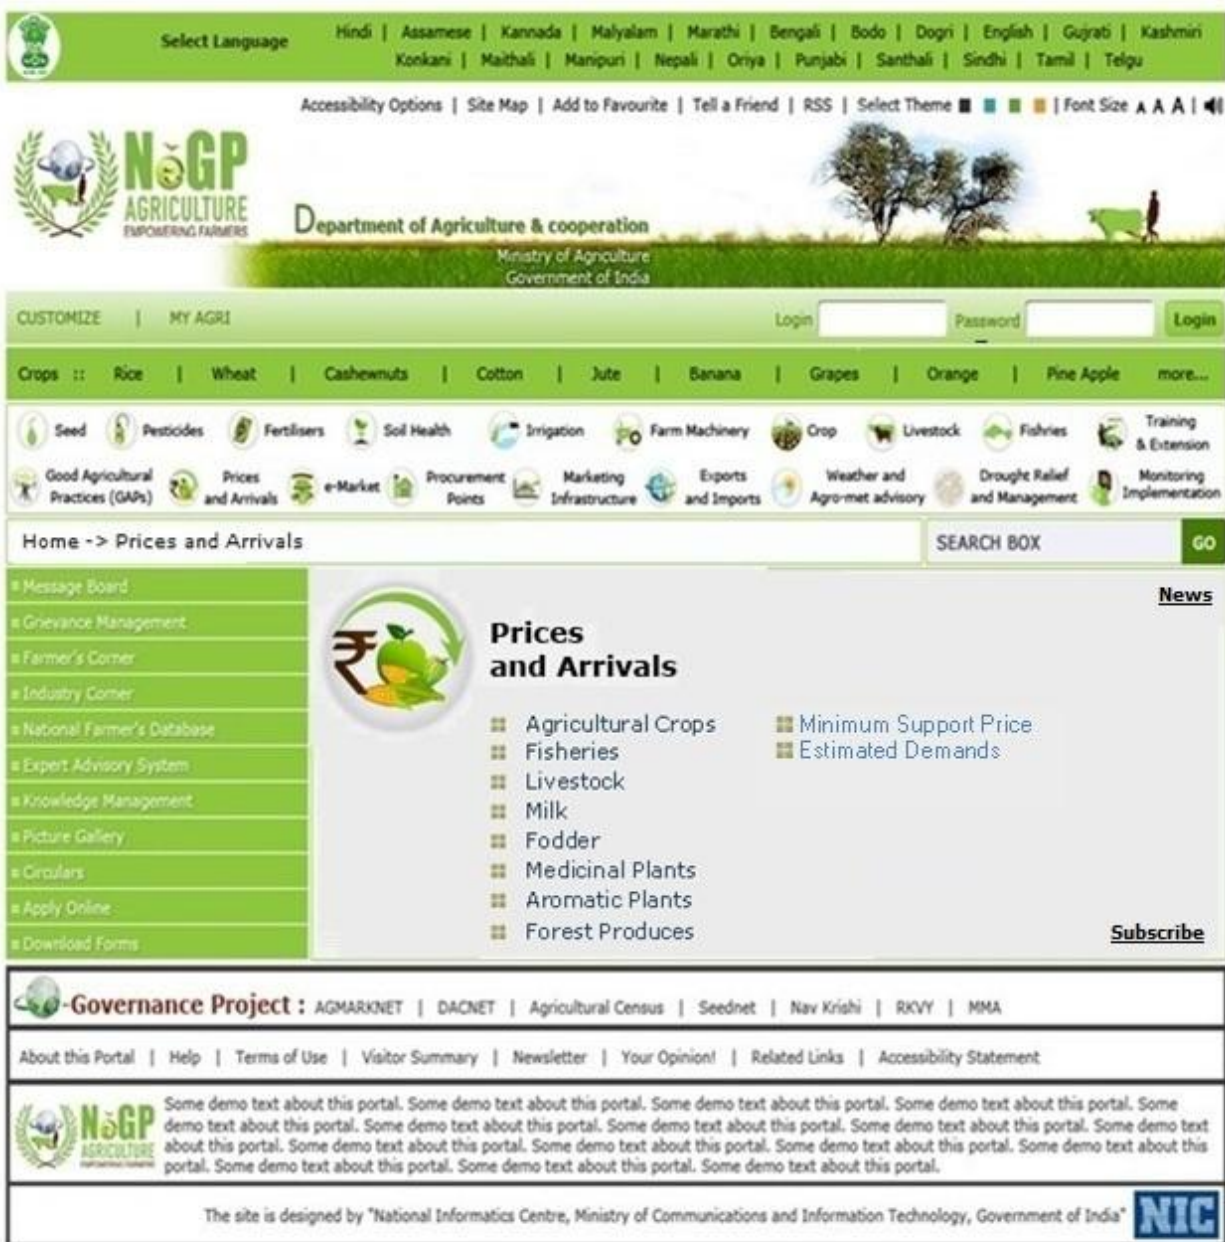 Select Language
Hindi | Assamese | Kannada | Malyalam | Marathi | Bengali | Bodo | Dogri | English | Gujrati | Kashmiri
Konkani | Maithali | Manipuri | Nepali | Oriya | Punjabi | Santhali | Sindhi | Tamil | Telgu
Accessibility Options | Site Map | Add to Favourite | Tell a Friend | RSS | Select Theme | Font Size A A A |
NeGP
AGRICULTURE
EMPOWERING FARMERS
Department of Agriculture & cooperation
Ministry of Agriculture
Government of India
CUSTOMIZE | MY AGRI
Login Password Login
Crops :: Rice | Wheat | Cashewnuts | Cotton | Jute | Banana | Grapes | Orange | Pine Apple more...
Seed Pesticides Fertilisers Soil Health Irrigation Farm Machinery Crop Livestock Fishries Training
& Extension
Good Agricultural Prices e-Market Procurement Marketing Exports Weather and Drought Relief Monitoring
Practices (GAPs) and Arrivals Points Infrastructure and Imports Agro-met advisory and Management Implementation
Home -> Prices and Arrivals SEARCH BOX GO
Message Board
Grievance Management
Farmer's Corner
Industry Corner
National Farmer's Database
Expert Advisory System
Knowledge Management
Picture Gallery
Circulars
Apply Online
Download Forms
News
₹
Prices
and Arrivals
Agricultural Crops
Fisheries
Livestock
Milk
Fodder
Medicinal Plants
Aromatic Plants
Forest Produces
Minimum Support Price
Estimated Demands
Subscribe
e-Governance Project : AGMARKNET | DACNET | Agricultural Census | Seednet | Nav Krishi | RKVY | MMA
About this Portal | Help | Terms of Use | Visitor Summary | Newsletter | Your Opinion! | Related Links | Accessibility Statement
NeGP
AGRICULTURE
EMPOWERING FARMERS
Some demo text about this portal. Some demo text about this portal. Some demo text about this portal. Some demo text about this portal. Some
demo text about this portal. Some demo text about this portal. Some demo text about this portal. Some demo text about this portal. Some demo text
about this portal. Some demo text about this portal. Some demo text about this portal. Some demo text about this portal. Some demo text about this
portal. Some demo text about this portal. Some demo text about this portal. Some demo text about this portal.
The site is designed by "National Informatics Centre, Ministry of Communications and Information Technology, Government of India"
NIC